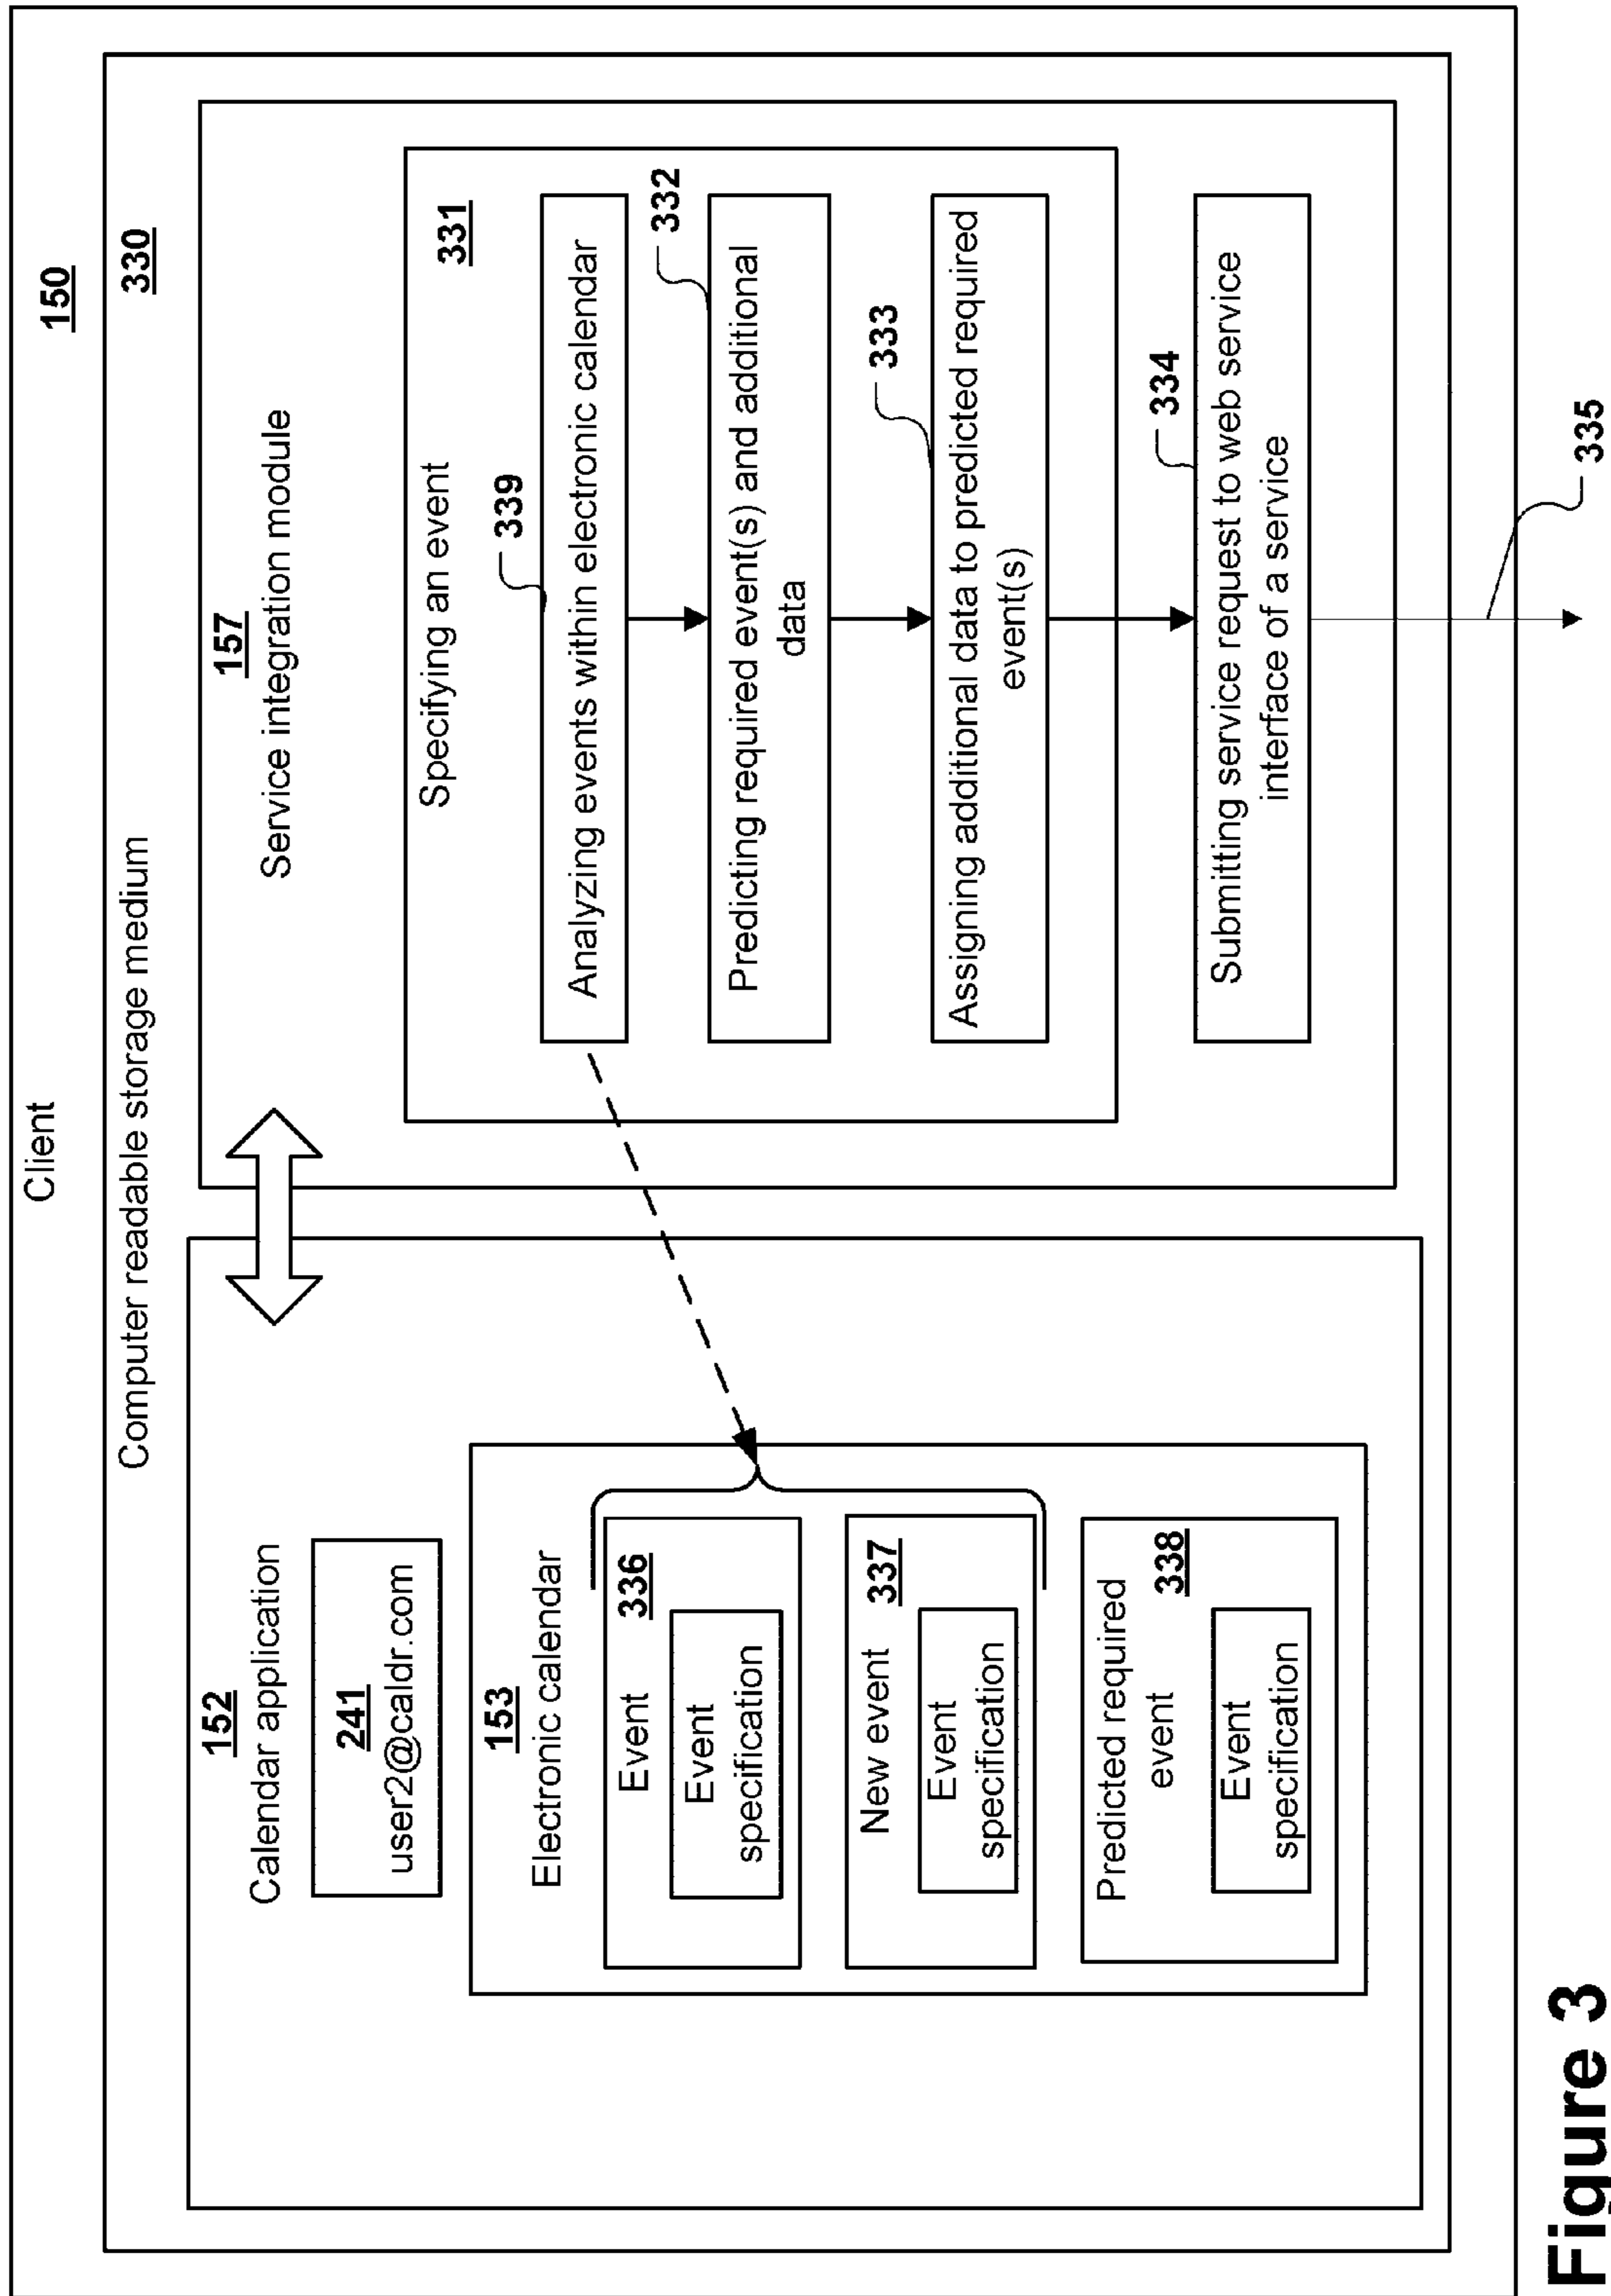 Client
150
Computer readable storage medium
330
152
Calendar application
241
user2@caldr.com
153
Electronic calendar
Event
336
Event
specification
New event
337
Event
specification
Predicted required
event
338
Event
specification
157
Service integration module
Specifying an event
331
339
Analyzing events within electronic calendar
332
Predicting required event(s) and additional
data
333
Assigning additional data to predicted required
event(s)
334
Submitting service request to web service
interface of a service
335
Figure 3